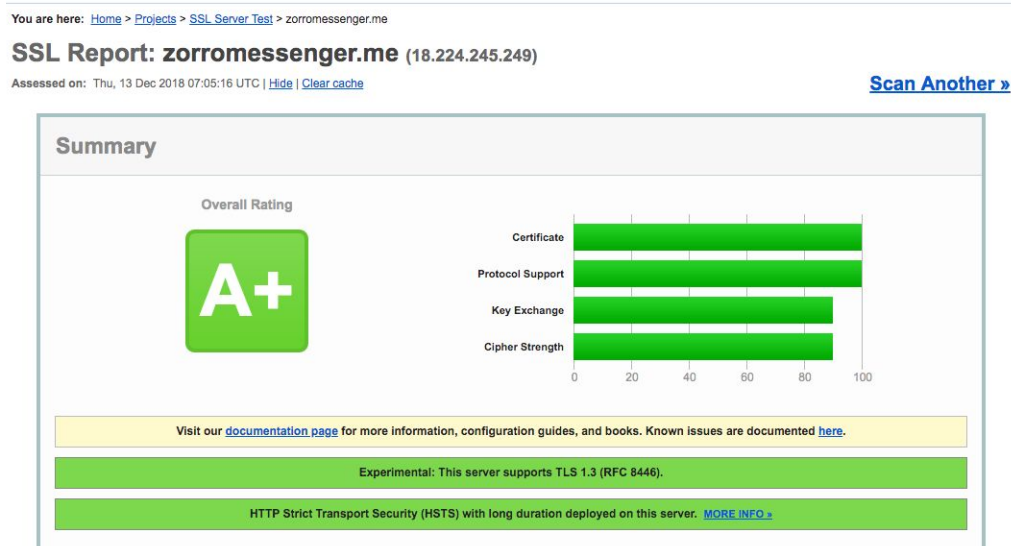 You are here: Home > Projects > SSL Server Test > zorromessenger.me
SSL Report: zorromessenger.me (18.224.245.249)
Assessed on: Thu, 13 Dec 2018 07:05:16 UTC | Hide | Clear cache
Scan Another »
Summary
Overall Rating
A+
Certificate
Protocol Support
Key Exchange
Cipher Strength
0 20 40 60 80 100
Visit our documentation page for more information, configuration guides, and books. Known issues are documented here.
Experimental: This server supports TLS 1.3 (RFC 8446).
HTTP Strict Transport Security (HSTS) with long duration deployed on this server. MORE INFO »